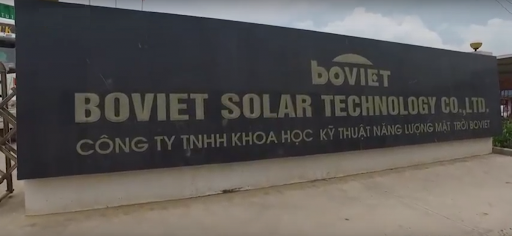 boVIET
BOVIET SOLAR TECHNOLOGY CO.,LTD.
CÔNG TY TNHH KHOA HỌC KỸ THUẬT NĂNG LƯỢNG MẶT TRỜI BOVIET